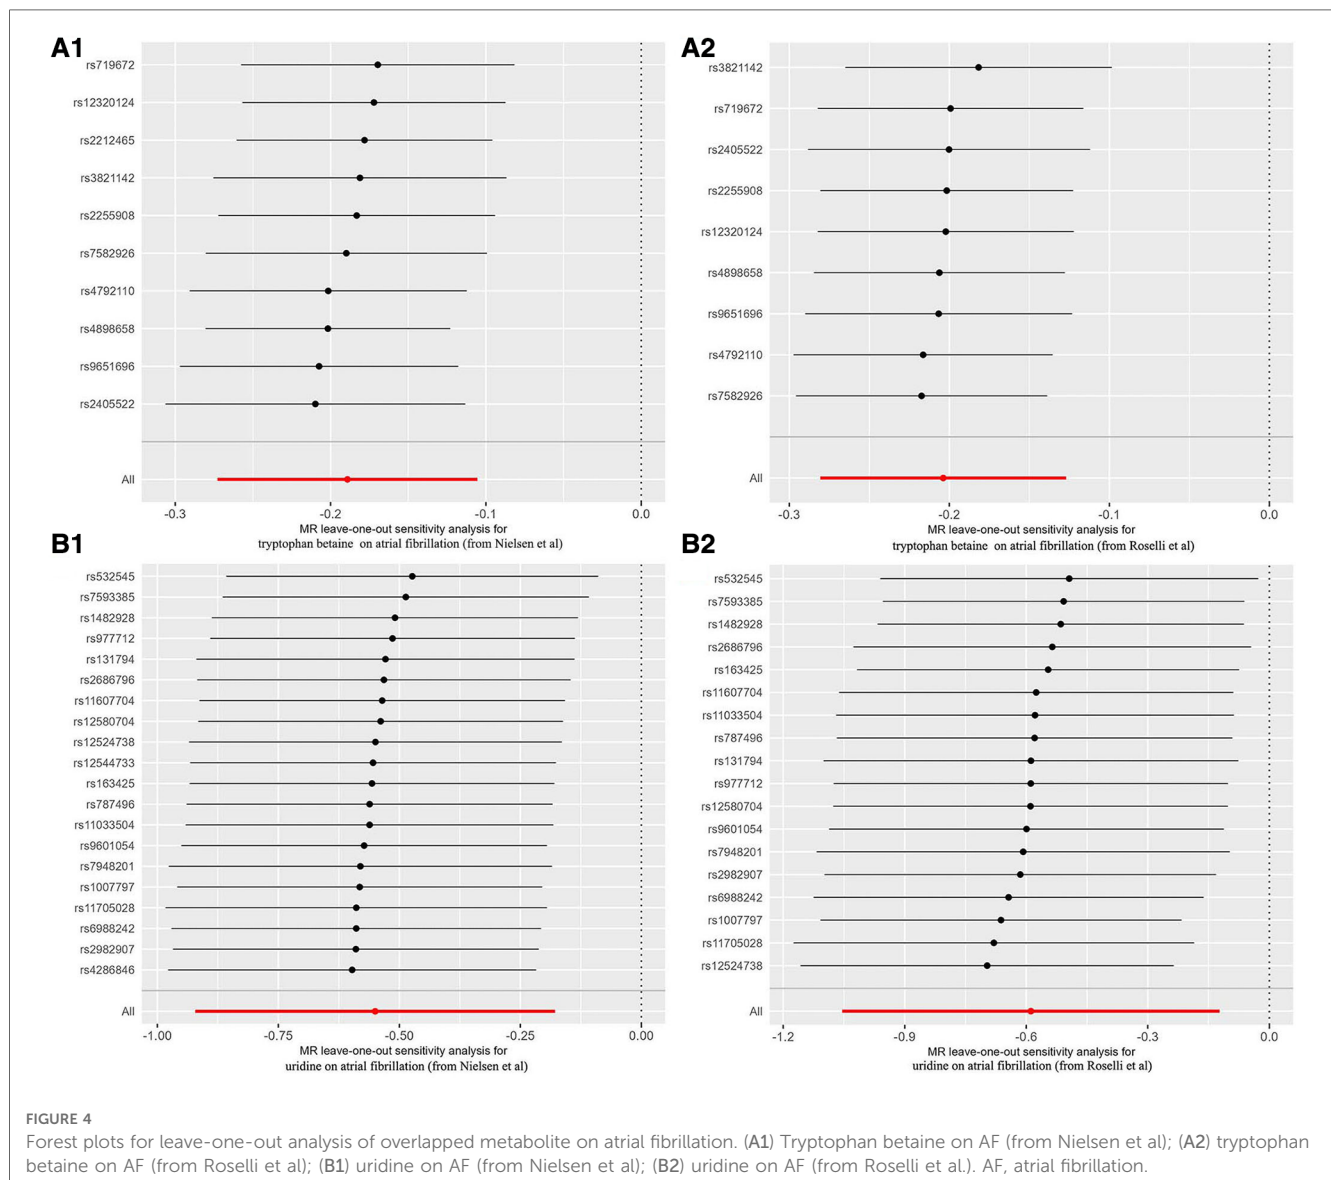 A1
rs719672
rs12320124
rs2212465
rs3821142
rs2255908
rs7582926
rs4792110
rs4898658
rs9651696
rs2405522
All
-0.3 -0.2 -0.1 0.0
MR leave-one-out sensitivity analysis for
tryptophan betaine on atrial fibrillation (from Nielsen et al)
A2
rs3821142
rs719672
rs2405522
rs2255908
rs12320124
rs4898658
rs9651696
rs4792110
rs7582926
All
-0.3 -0.2 -0.1 0.0
MR leave-one-out sensitivity analysis for
tryptophan betaine on atrial fibrillation (from Roselli et al)
B1
rs532545
rs7593385
rs1482928
rs977712
rs131794
rs2686796
rs11607704
rs12580704
rs12524738
rs12544733
rs163425
rs787496
rs11033504
rs9601054
rs7948201
rs1007797
rs11705028
rs6988242
rs2982907
rs4286846
All
-1.00 -0.75 -0.50 -0.25 0.00
MR leave-one-out sensitivity analysis for
uridine on atrial fibrillation (from Nielsen et al)
B2
rs532545
rs7593385
rs1482928
rs2686796
rs163425
rs11607704
rs11033504
rs787496
rs131794
rs977712
rs12580704
rs9601054
rs7948201
rs2982907
rs6988242
rs1007797
rs11705028
rs12524738
All
-1.2 -0.9 -0.6 -0.3 0.0
MR leave-one-out sensitivity analysis for
uridine on atrial fibrillation (from Roselli et al)
FIGURE 4
Forest plots for leave-one-out analysis of overlapped metabolite on atrial fibrillation. (A1) Tryptophan betaine on AF (from Nielsen et al); (A2) tryptophan
betaine on AF (from Roselli et al); (B1) uridine on AF (from Nielsen et al); (B2) uridine on AF (from Roselli et al.). AF, atrial fibrillation.